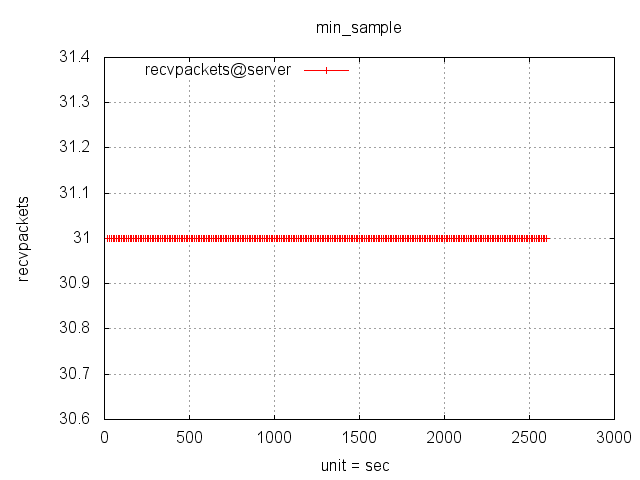 min_sample
31.4
recvpackets@server
31.3
31.2
31.1
31
30.9
30.8
30.7
30.6
recvpackets
0 500 1000 1500 2000 2500 3000
unit = sec